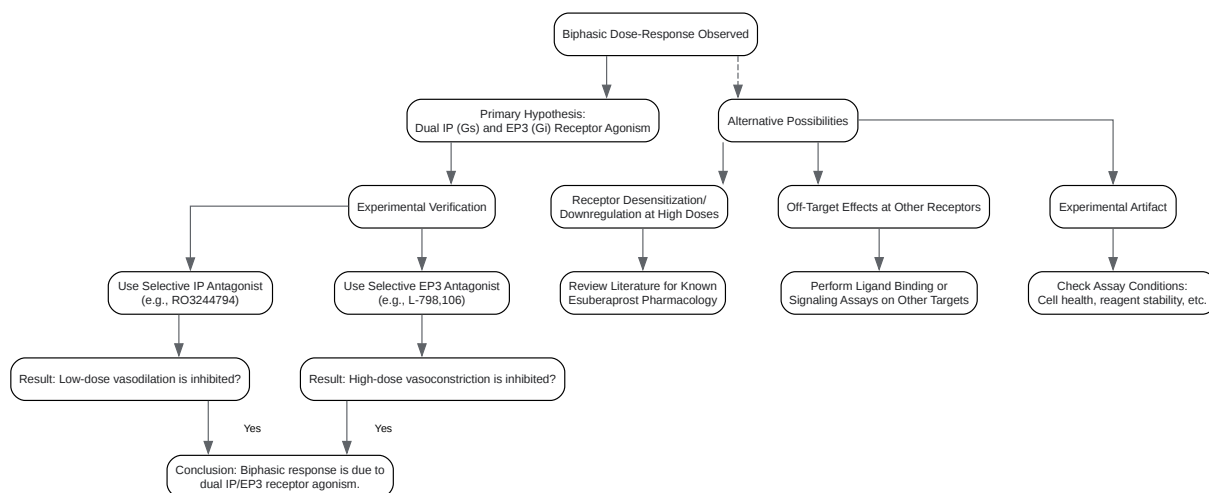 Biphasic Dose-Response Observed
Primary Hypothesis:
Dual IP (Gs) and EP3 (Gi) Receptor Agonism
Alternative Possibilities
Experimental Verification
Receptor Desensitization/
Downregulation at High Doses
Off-Target Effects at Other Receptors
Experimental Artifact
Use Selective IP Antagonist
(e.g., RO3244794)
Use Selective EP3 Antagonist
(e.g., L-798,106)
Review Literature for Known
Esuberaprost Pharmacology
Perform Ligand Binding or
Signaling Assays on Other Targets
Check Assay Conditions:
Cell health, reagent stability, etc.
Result: Low-dose vasodilation is inhibited?
Result: High-dose vasoconstriction is inhibited?
Yes
Yes
Conclusion: Biphasic response is due to
dual IP/EP3 receptor agonism.